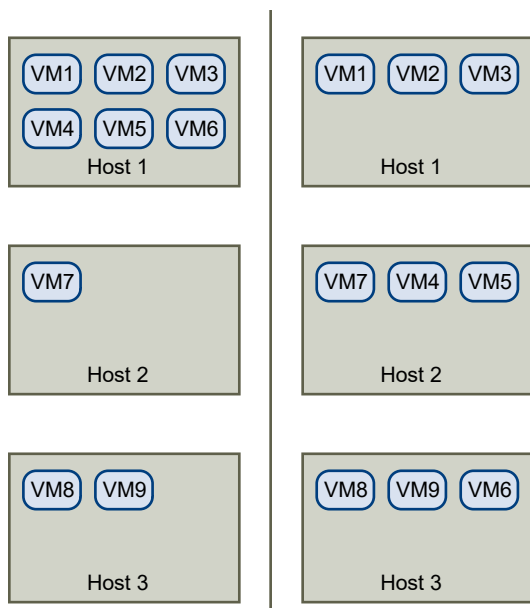 VM1 VM2 VM3
VM4 VM5 VM6
Host 1
VM7
Host 2
VM8 VM9
Host 3
VM1 VM2 VM3
Host 1
VM7 VM4 VM5
Host 2
VM8 VM9 VM6
Host 3